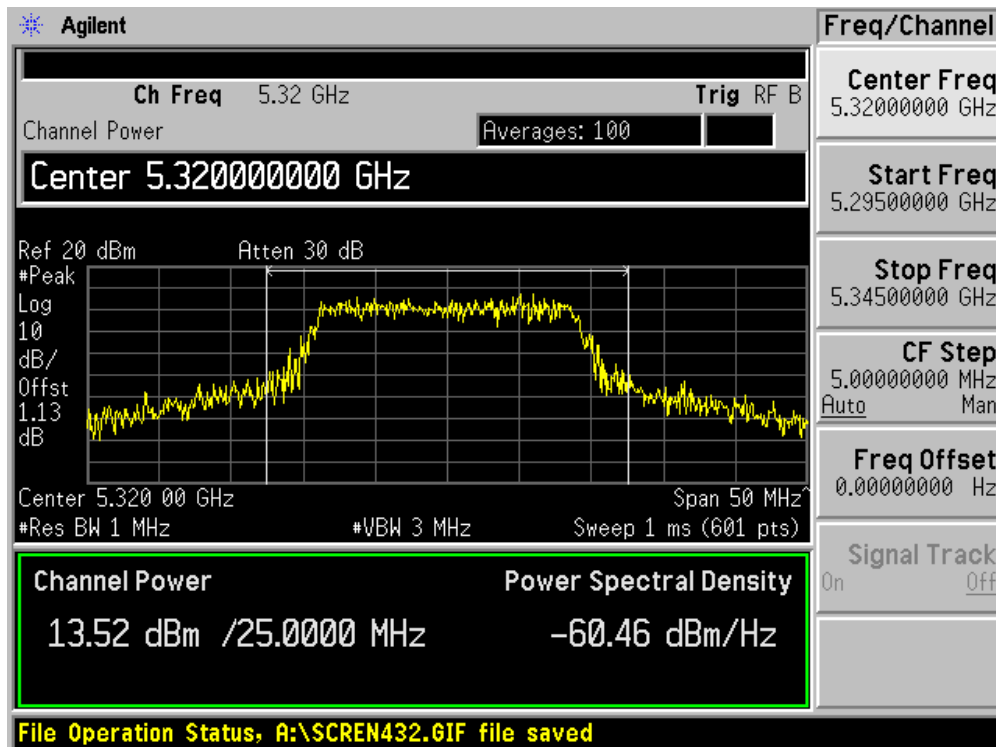 Agilent
Freq/Channel
Ch Freq 5.32 GHz
Trig RF B
Channel Power
Averages: 100
Center 5.320000000 GHz
Ref 20 dBm
Atten 30 dB
#Peak
Log
10
dB/
Offst
1.13
dB
Center 5.320 00 GHz
Span 50 MHz^
#Res BW 1 MHz
#VBW 3 MHz
Sweep 1 ms (601 pts)
Channel Power
Power Spectral Density
13.52 dBm /25.0000 MHz
-60.46 dBm/Hz
File Operation Status, A:\SCREN432.GIF file saved
Center Freq
5.32000000 GHz
Start Freq
5.29500000 GHz
Stop Freq
5.34500000 GHz
CF Step
5.00000000 MHz
Auto Man
Freq Offset
0.00000000 Hz
Signal Track
On Off